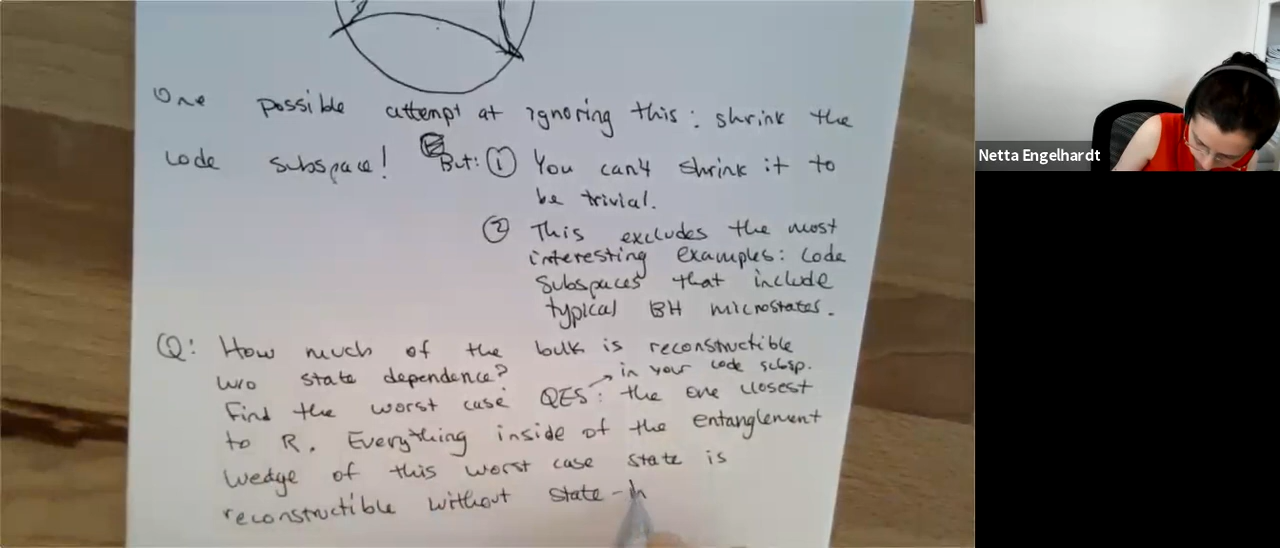 One possible attempt at ignoring this: shrink the
code subspace! But: ① You can't shrink it to
be trivial.
② This excludes the most
interesting examples: code
subspaces that include
typical BH microstates.
Q: How much of the bulk is reconstructible
w/o state dependence?
in your code subsp.
Find the worst case QES: the one closest
to R. Everything inside of the entanglement
wedge of this worst case state is
reconstructible without state-
Netta Engelhardt